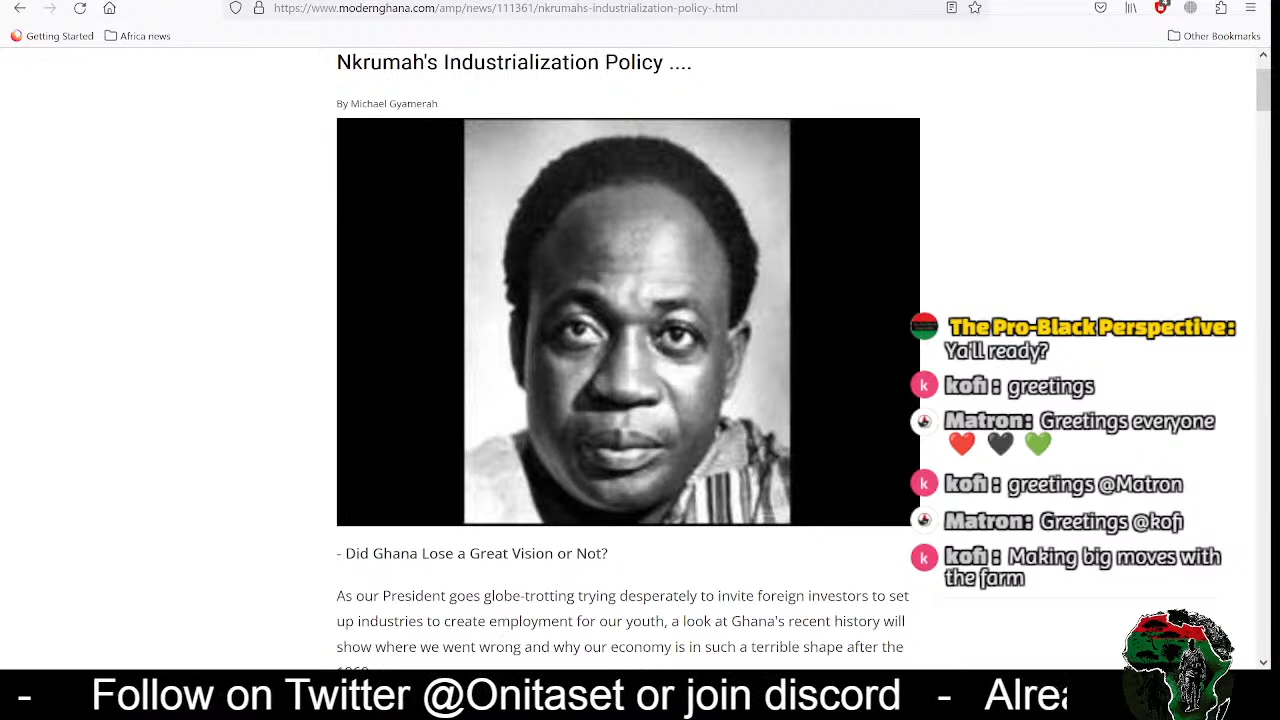 https://www.modernghana.com/amp/news/111361/nkrumahs-industrialization-policy-.html
4
Getting Started
Africa news
Other Bookmarks
Nkrumah's Industrialization Policy ....
By Michael Gyamerah
The Pro-Black Perspective:
Ya'll ready?
k kofi : greetings
Matron: Greetings everyone
❤️ 🖤 💚
k kofi : greetings @Matron
Matron: Greetings @kofi
k kofi : Making big moves with
the farm
- Did Ghana Lose a Great Vision or Not?
As our President goes globe-trotting trying desperately to invite foreign investors to set
up industries to create employment for our youth, a look at Ghana's recent history will
show where we went wrong and why our economy is in such a terrible shape after the
- Follow on Twitter @Onitaset or join discord - Alrea